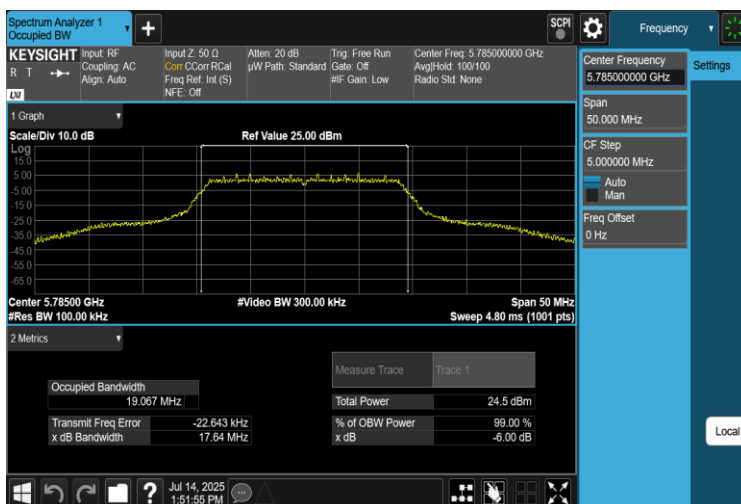 Spectrum Analyzer 1
Occupied BW
SCPI
Frequency
KEYSIGHT
R T
LXI
Input: RF
Coupling: AC
Align: Auto
Input Z: 50 Ω
Corr CCorr RCal
Freq Ref: Int (S)
NFE: Off
Atten: 20 dB
µW Path: Standard
Trig: Free Run
Gate: Off
#IF Gain: Low
Center Freq: 5.785000000 GHz
Avg|Hold: 100/100
Radio Std: None
Center Frequency
5.785000000 GHz
Settings
Span
50.000 MHz
CF Step
5.000000 MHz
Auto
Man
Freq Offset
0 Hz
1 Graph
Scale/Div 10.0 dB
Ref Value 25.00 dBm
Log
15.0
5.00
-5.00
-15.0
-25.0
-35.0
-45.0
-55.0
-65.0
Center 5.78500 GHz
#Video BW 300.00 kHz
Span 50 MHz
#Res BW 100.00 kHz
Sweep 4.80 ms (1001 pts)
2 Metrics
Measure Trace
Trace 1
Occupied Bandwidth
19.067 MHz
Total Power
24.5 dBm
Transmit Freq Error
-22.643 kHz
% of OBW Power
99.00 %
x dB Bandwidth
17.64 MHz
x dB
-6.00 dB
Local
Jul 14, 2025
1:51:55 PM